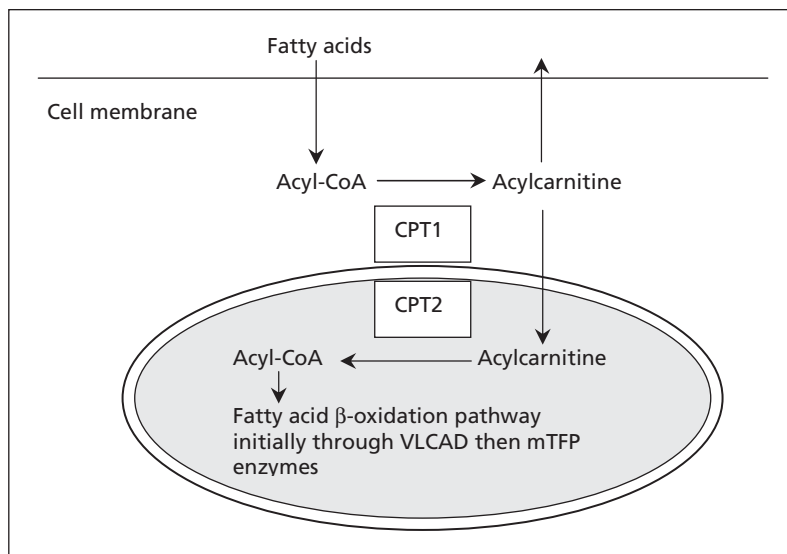 Fatty acids
Cell membrane
Acyl-CoA
Acylcarnitine
CPT1
CPT2
Acyl-CoA
Acylcarnitine
Fatty acid β-oxidation pathway
initially through VLCAD then mTFP
enzymes